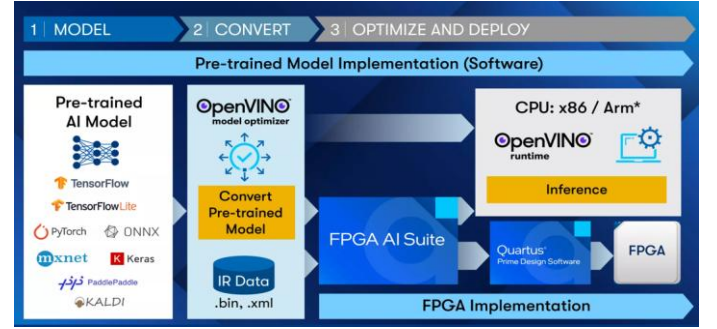 1 | MODEL
2 | CONVERT
3 | OPTIMIZE AND DEPLOY
Pre-trained Model Implementation (Software)
Pre-trained
AI Model
TensorFlow
TensorFlowLite
PyTorch
ONNX
mxnet
Keras
PaddlePaddle
KALDI
OpenVINO™
model optimizer
Convert
Pre-trained
Model
IR Data
.bin, .xml
CPU: x86 / Arm*
OpenVINO™
runtime
Inference
FPGA AI Suite
Quartus®
Prime Design Software
FPGA
FPGA Implementation